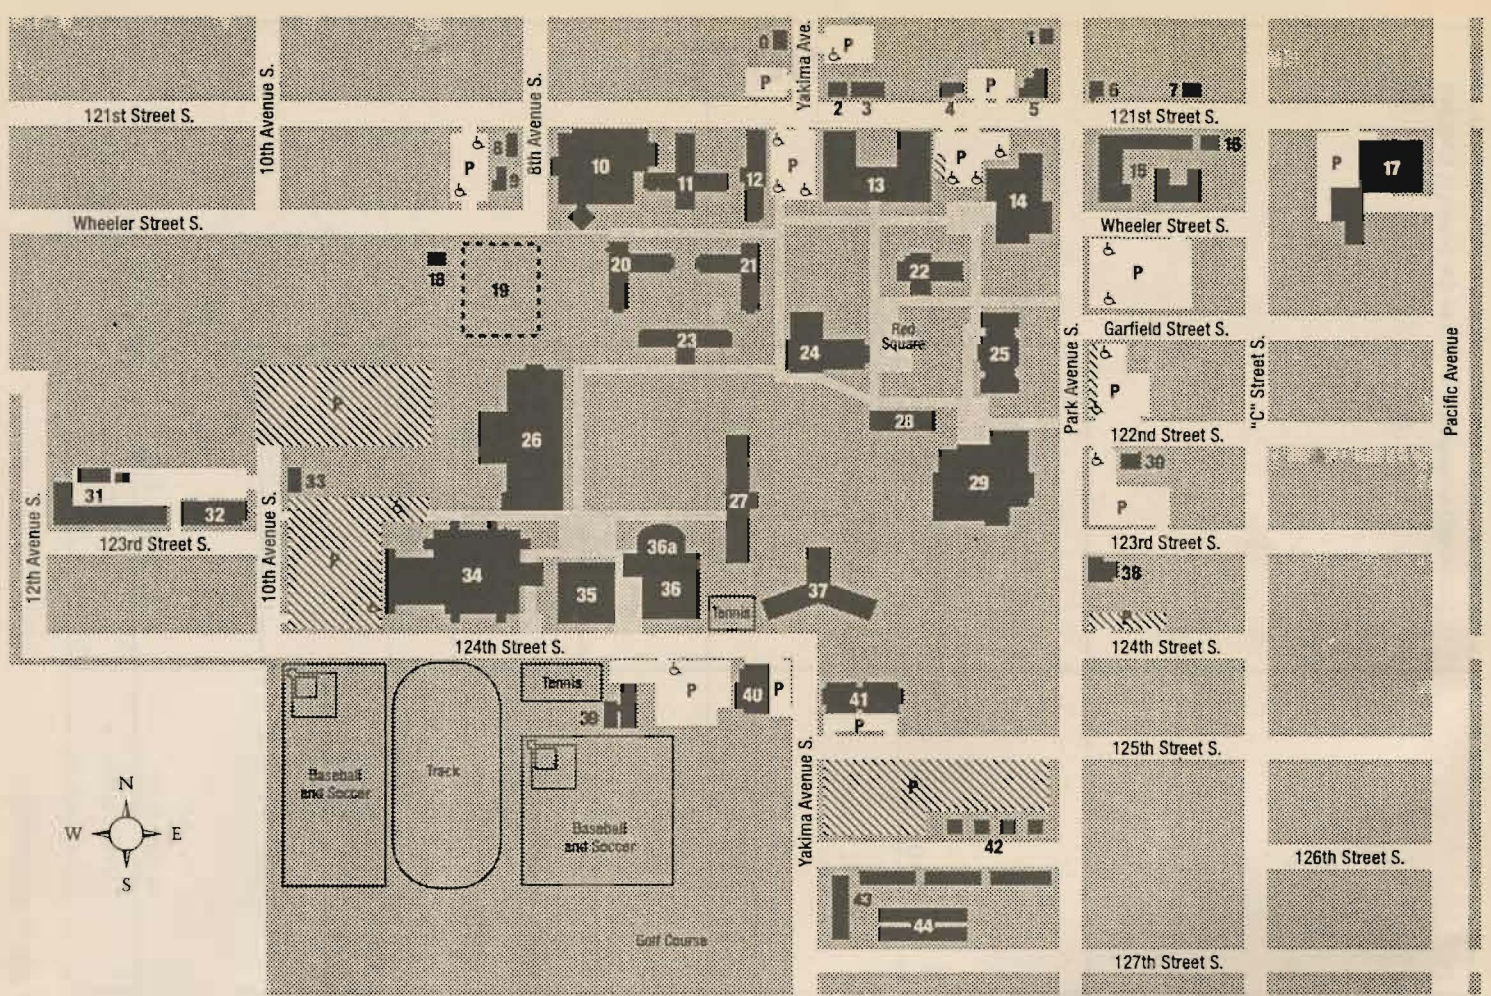 0
P
Yakima Ave.
P
1
P
2
3
4
5
6
7
121st Street S.
10th Avenue S.
8th Avenue S.
121st Street S.
P
8
9
10
11
12
P
13
P
14
15
16
P
17
Wheeler Street S.
Wheeler Street S.
18
19
20
21
22
P
23
24
Red
Square
25
Park Avenue S.
Garfield Street S.
"C" Street S.
Pacific Avenue
P
P
26
28
122nd Street S.
27
29
30
P
12th Avenue S.
31
32
33
10th Avenue S.
123rd Street S.
P
34
35
36a
36
Tennis
37
123rd Street S.
38
P
124th Street S.
124th Street S.
Tennis
39
P
40
P
41
P
Baseball
and Soccer
Track
Baseball
and Soccer
Yakima Avenue S.
125th Street S.
P
42
126th Street S.
43
44
Golf Course
127th Street S.
N
W
E
S